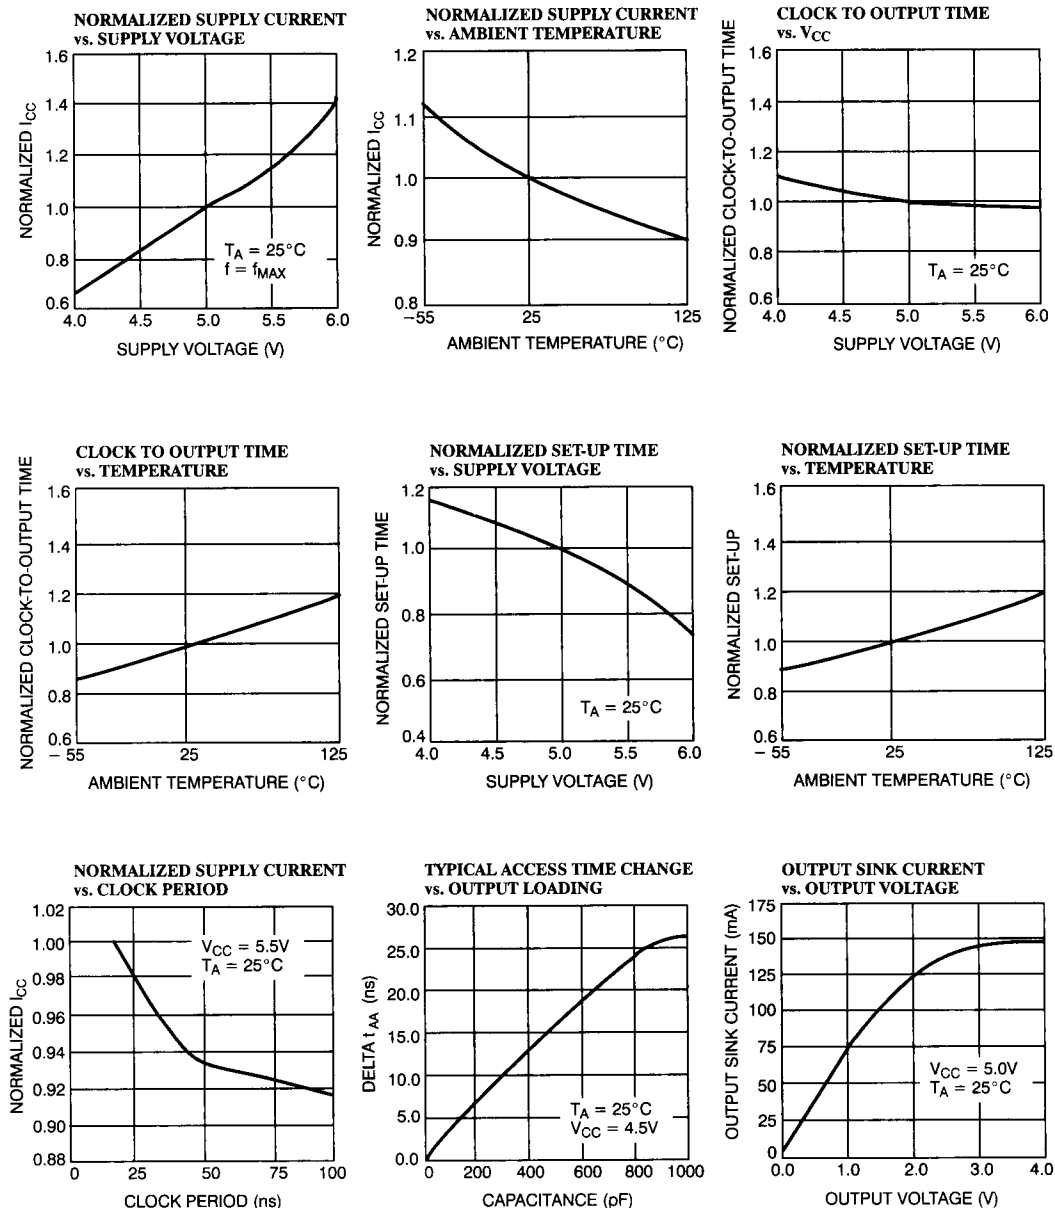 NORMALIZED SUPPLY CURRENT
vs. SUPPLY VOLTAGE
NORMALIZED ICC
1.6
1.4
1.2
1.0
0.8
0.6
TA = 25°C
f = fMAX
4.0 4.5 5.0 5.5 6.0
SUPPLY VOLTAGE (V)
NORMALIZED SUPPLY CURRENT
vs. AMBIENT TEMPERATURE
NORMALIZED ICC
1.2
1.1
1.0
0.9
0.8
−55 25 125
AMBIENT TEMPERATURE (°C)
CLOCK TO OUTPUT TIME
vs. VCC
NORMALIZED CLOCK-TO-OUTPUT TIME
1.6
1.4
1.2
1.0
0.8
0.6
TA = 25°C
4.0 4.5 5.0 5.5 6.0
SUPPLY VOLTAGE (V)
CLOCK TO OUTPUT TIME
vs. TEMPERATURE
NORMALIZED CLOCK-TO-OUTPUT TIME
1.6
1.4
1.2
1.0
0.8
0.6
−55 25 125
AMBIENT TEMPERATURE (°C)
NORMALIZED SET-UP TIME
vs. SUPPLY VOLTAGE
NORMALIZED SET-UP TIME
1.2
1.0
0.8
0.6
0.4
TA = 25°C
4.0 4.5 5.0 5.5 6.0
SUPPLY VOLTAGE (V)
NORMALIZED SET-UP TIME
vs. TEMPERATURE
NORMALIZED SET-UP
1.6
1.4
1.2
1.0
0.8
0.6
−55 25 125
AMBIENT TEMPERATURE (°C)
NORMALIZED SUPPLY CURRENT
vs. CLOCK PERIOD
NORMALIZED ICC
1.02
1.00
0.98
0.96
0.94
0.92
0.90
0.88
VCC = 5.5V
TA = 25°C
0 25 50 75 100
CLOCK PERIOD (ns)
TYPICAL ACCESS TIME CHANGE
vs. OUTPUT LOADING
DELTA tAA (ns)
30.0
25.0
20.0
15.0
10.0
5.0
0.0
TA = 25°C
VCC = 4.5V
0 200 400 600 800 1000
CAPACITANCE (pF)
OUTPUT SINK CURRENT
vs. OUTPUT VOLTAGE
OUTPUT SINK CURRENT (mA)
175
150
125
100
75
50
25
VCC = 5.0V
TA = 25°C
0.0 1.0 2.0 3.0 4.0
OUTPUT VOLTAGE (V)